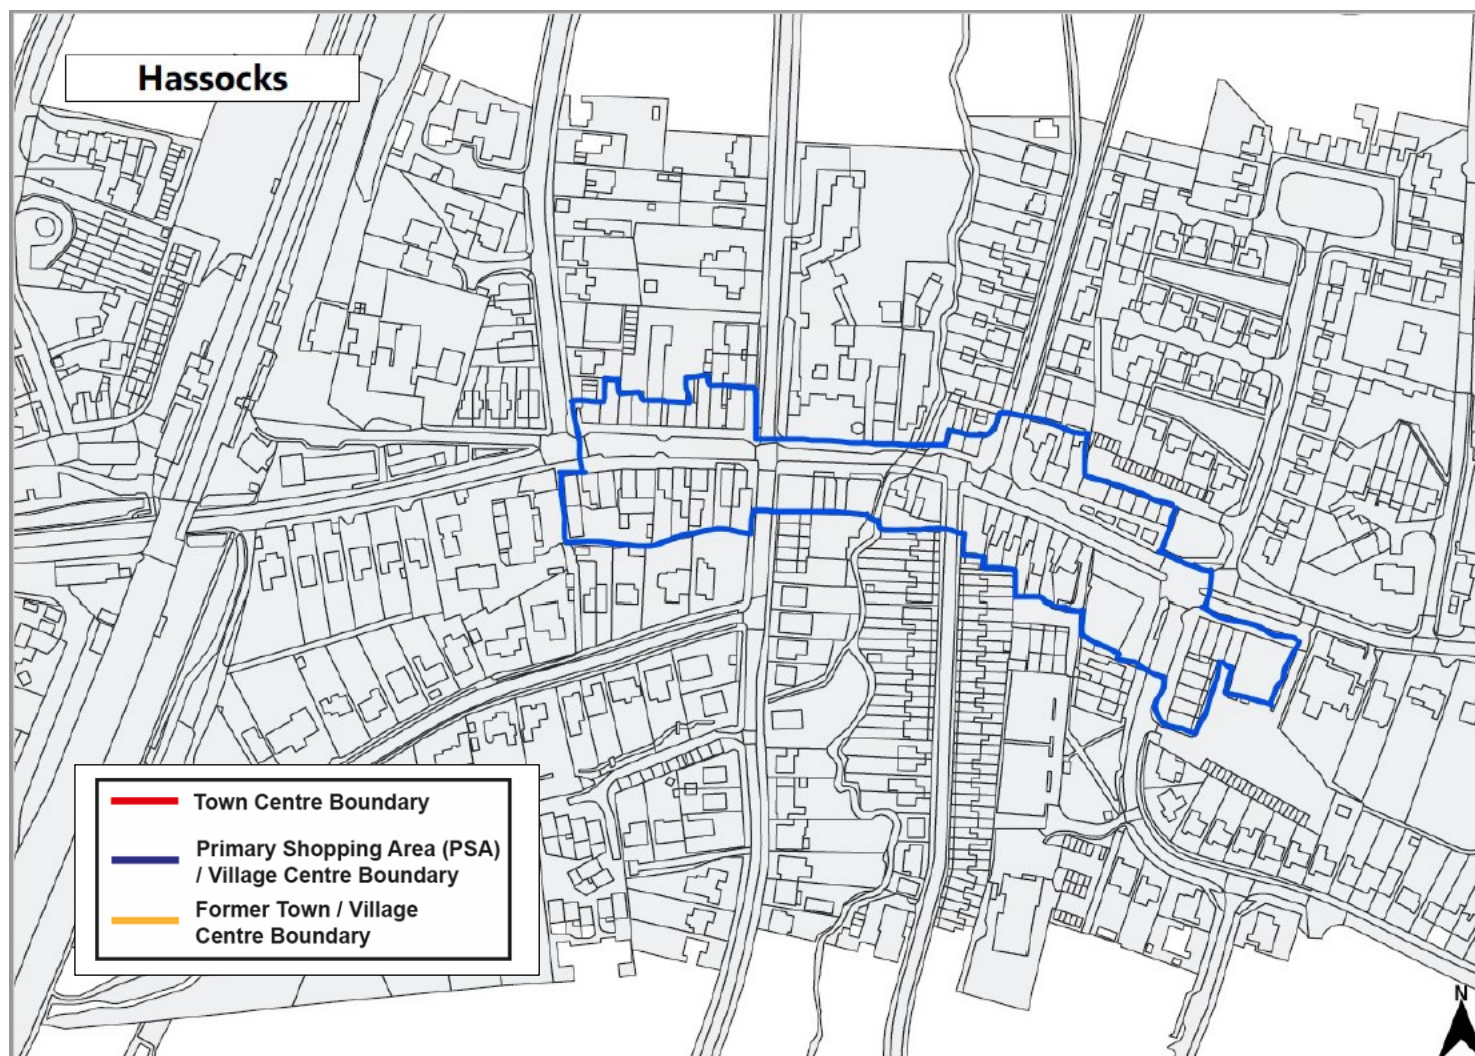 Hassocks
Town Centre Boundary
Primary Shopping Area (PSA)
/ Village Centre Boundary
Former Town / Village
Centre Boundary
N